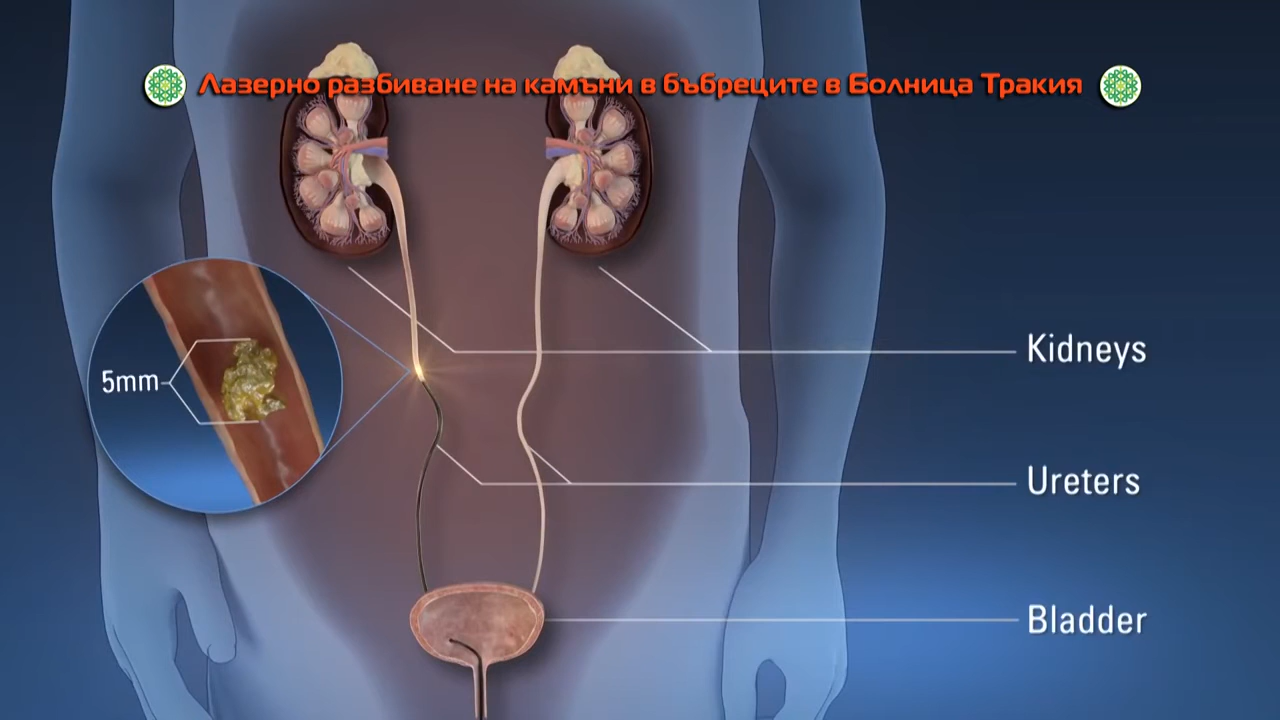 Лазерно разбиване на камъни в бъбреците в Болница Тракия
Kidneys
5mm
Ureters
Bladder